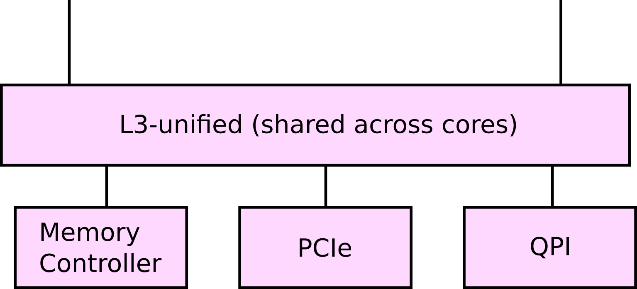 L3-unified (shared across cores)
Memory
Controller
PCIe
QPI